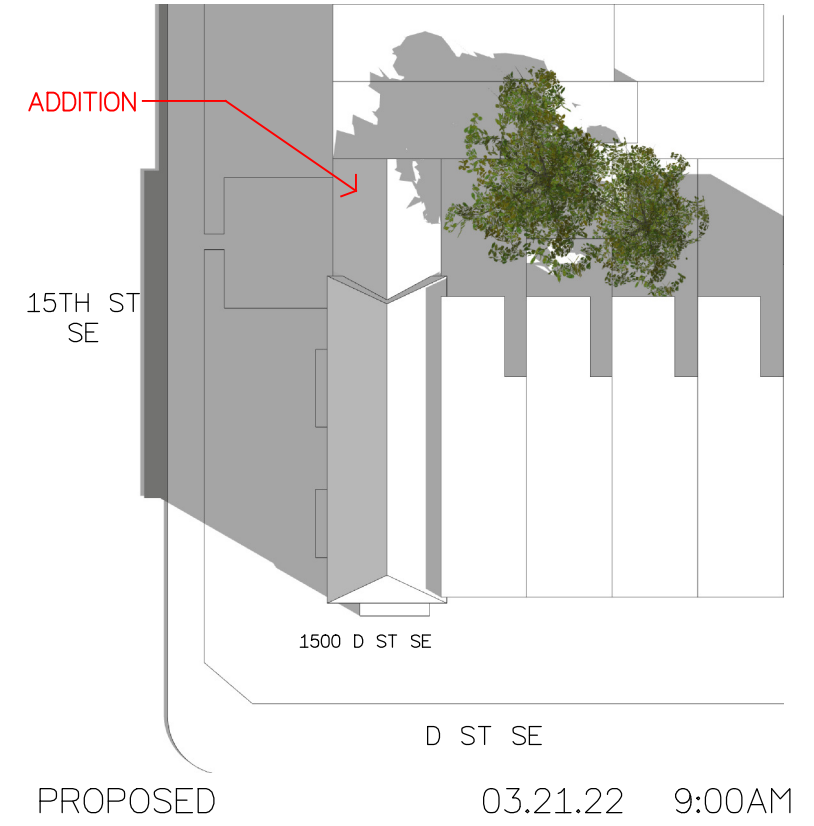 ADDITION
15TH ST
SE
1500 D ST SE
D ST SE
PROPOSED 03.21.22 9:00AM